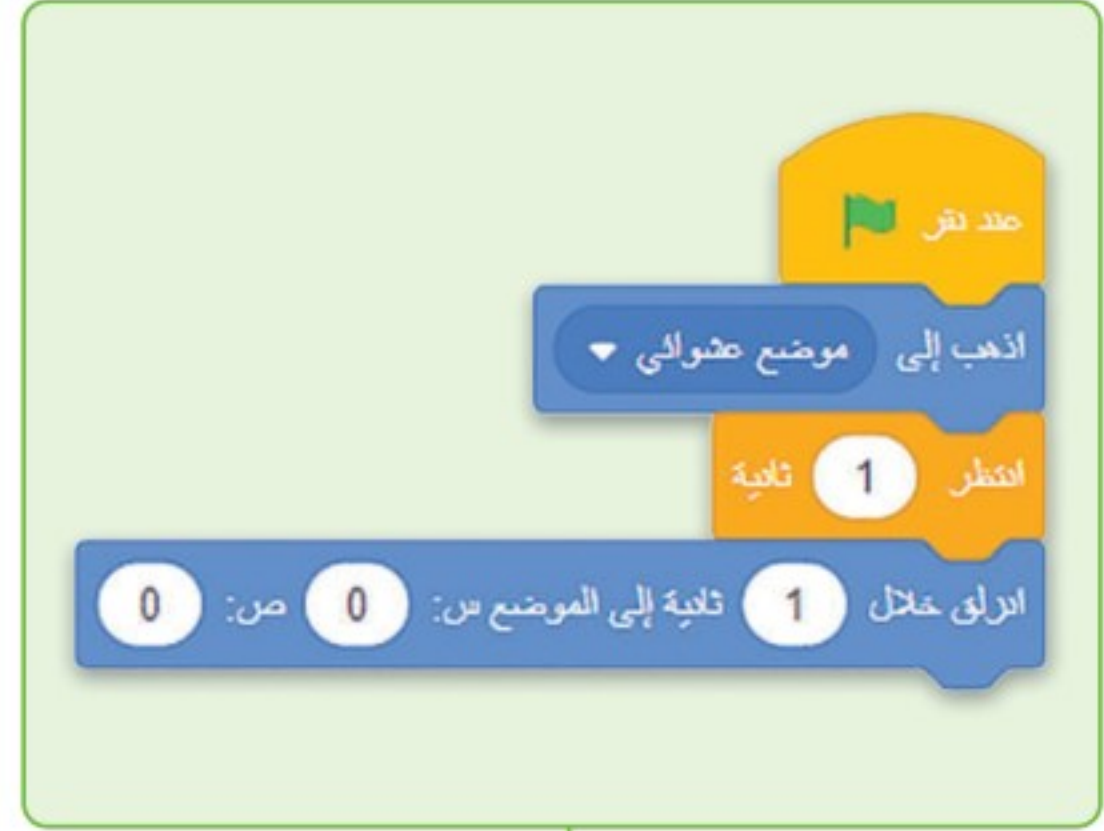 عند نقر
اذهب إلى موضع عشوائي
انتظر 1 ثانية
انزلق خلال 1 ثانية إلى الموضع س: 0 ص: 0